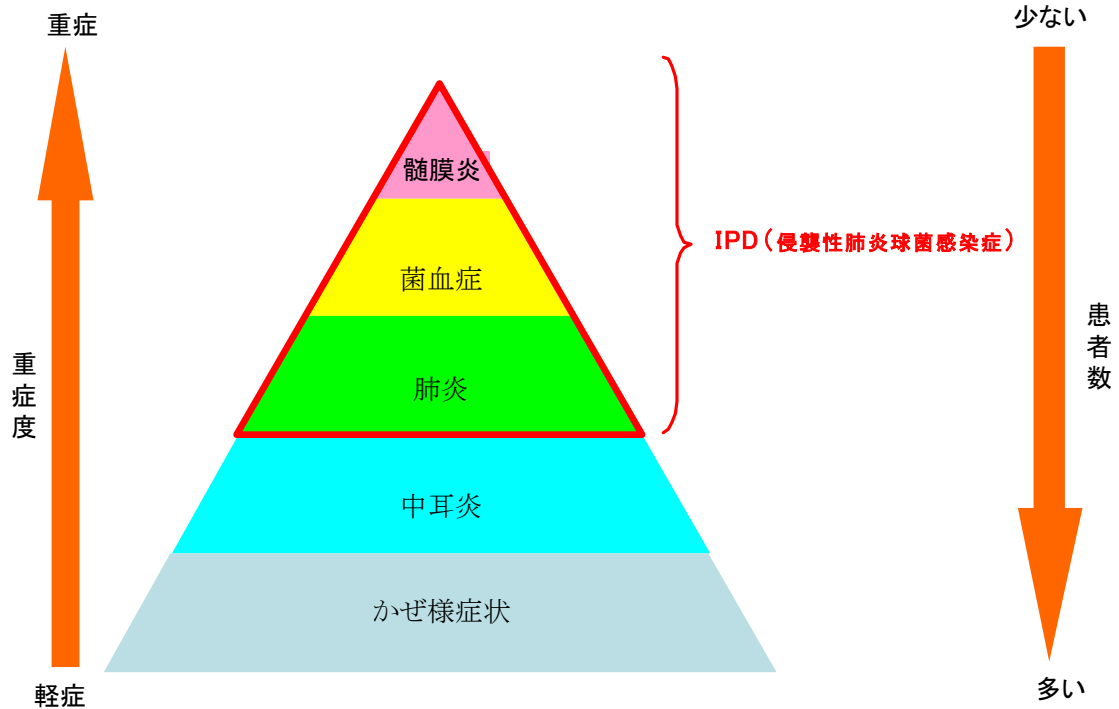 重症
少ない
髄膜炎
IPD(侵襲性肺炎球菌感染症)
菌血症
患者数
重症度
肺炎
中耳炎
かぜ様症状
軽症
多い